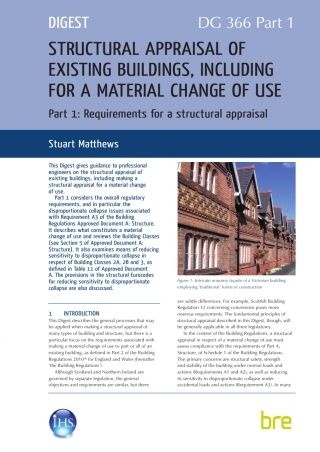 DIGEST
DG 366 Part 1
STRUCTURAL APPRAISAL OF
EXISTING BUILDINGS, INCLUDING
FOR A MATERIAL CHANGE OF USE
Part 1: Requirements for a structural appraisal
Stuart Matthews
This Digest gives guidance to professional
engineers on the structural appraisal of
existing buildings, including making a
structural appraisal for a material change
of use.
Part 1 considers the overall regulatory
requirements, and in particular the
disproportionate collapse issues associated
with Requirement A3 of the Building
Regulations Approved Document A: Structure.
It describes what constitutes a material
change of use and reviews the Building Classes
(see Section 5 of Approved Document A:
Structure). It also examines means of reducing
sensitivity to disproportionate collapse in
respect of Building Classes 2A, 2B and 3, as
defined in Table 11 of Approved Document
A. The provisions in the structural Eurocodes
for reducing sensitivity to disproportionate
collapse are also discussed.
1 INTRODUCTION
This Digest describes the general processes that may
be applied when making a structural appraisal of
many types of building and structure, but there is a
particular focus on the requirements associated with
making a material change of use to part or all of an
existing building, as defined in Part 2 of the Building
Regulations 2010 for England and Wales (hereafter
'the Building Regulations').
Although Scotland and Northern Ireland are
governed by separate legislation, the general
objectives and requirements are similar, but there
Figure 1: Intricate masonry façade of a Victorian building
employing 'traditional' forms of construction
are subtle differences. For example, Scottish Building
Regulation 12 concerning conversion poses more
onerous requirements. The fundamental principles of
structural appraisal described in this Digest, though, will
be generally applicable in all three legislatures.
In the context of the Building Regulations, a structural
appraisal in respect of a material change of use must
assess compliance with the requirements of Part A,
Structure, of Schedule 1 of the Building Regulations.
The primary concerns are structural safety, strength
and stability of the building under normal loads and
actions (Requirements A1 and A2), as well as reducing
its sensitivity to disproportionate collapse under
accidental loads and actions (Requirement A3). In many
IHS
bre